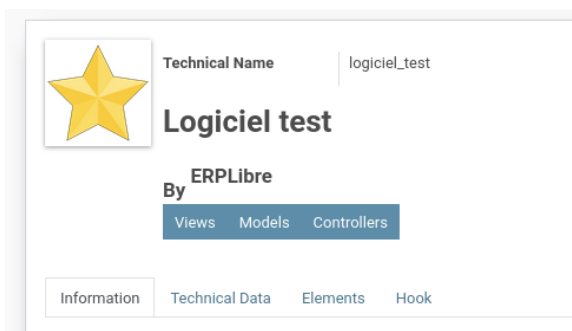 Technical Name logiciel_test
Logiciel test
By ERPLibre
Views Models Controllers
Information Technical Data Elements Hook